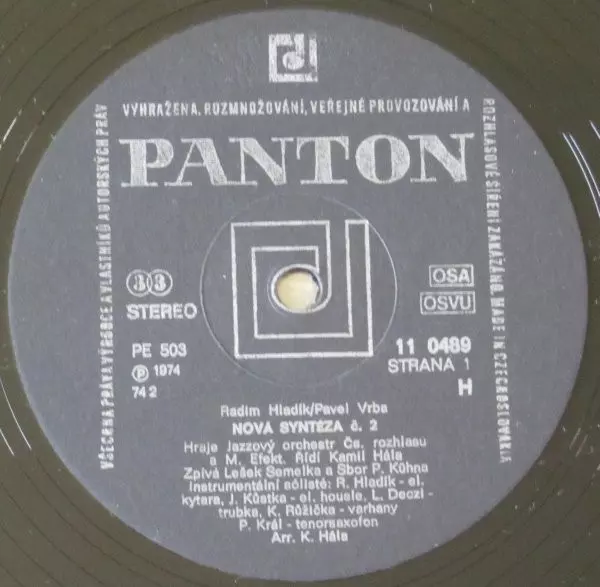 VŠECHNA PRÁVA VÝROBCE A VLASTNÍKŮ AUTORSKÝCH PRÁV
VYHRAŽENA, ROZMNOŽOVÁNÍ, VEŘEJNÉ PROVOZOVÁNÍ A
ROZHLASOVÉ ŠÍŘENÍ ZAKÁZÁNO. MADE IN CZECHOSLOVAKIA
PANTON
33
STEREO
PE 503
Ⓟ 1974
74 2
OSA
OSVU
11 0489
STRANA 1
H
Radim Hladík/Pavel Vrba
NOVÁ SYNTÉZA č. 2
Hraje Jazzový orchestr Čs. rozhlasu
a M. Efekt. Řídí Kamil Hála
Zpívá Lešek Semelka a Sbor P. Kühna
Instrumentální sólisté: R. Hladík - el.
kytara, J. Kůstka - el. housle, L. Deczi -
trubka, K. Růžička - varhany
P. Král - tenorsaxofon
Arr. K. Hála